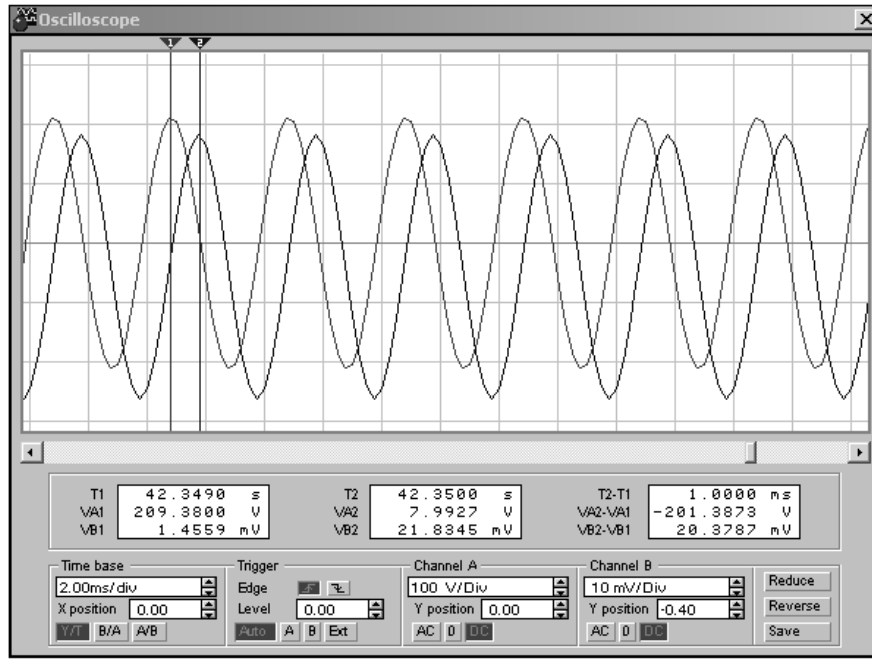 Oscilloscope
1 2
T1 42.3490 s T2 42.3500 s T2-T1 1.0000 ms
VA1 209.3800 V VA2 7.9927 V VA2-VA1 -201.3873 V
VB1 1.4559 mV VB2 21.8345 mV VB2-VB1 20.3787 mV
Time base Trigger Channel A Channel B
2.00ms/div Edge 100 V/Div 10 mV/Div Reduce
X position 0.00 Level 0.00 Y position 0.00 Y position -0.40 Reverse
Y/T B/A A/B Auto A B Ext AC 0 DC AC 0 DC Save